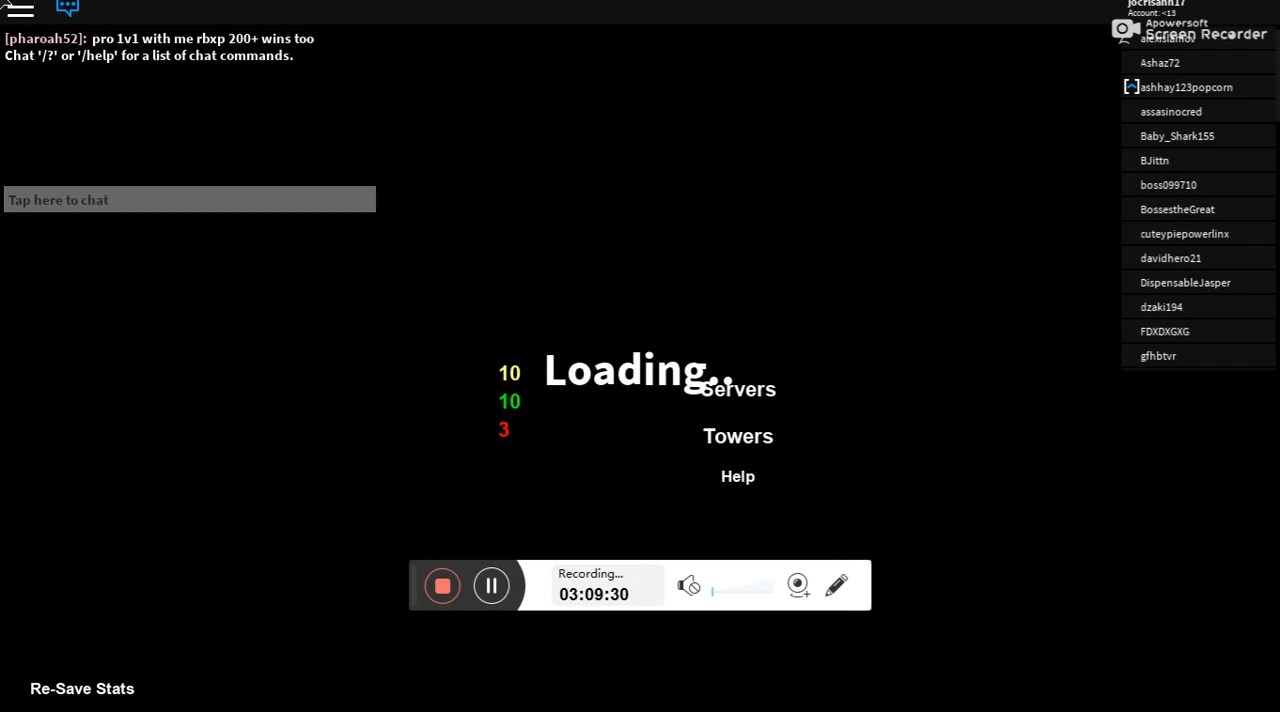 jocrisann17
Account: <13
Apowersoft
Screen Recorder
[pharoah52]: pro 1v1 with me rbxp 200+ wins too
Chat '/?' or '/help' for a list of chat commands.
Tap here to chat
Ashaz72
ashhay123popcorn
assasinocred
Baby_Shark155
BJittn
boss099710
BossestheGreat
cuteypiepowerlinx
davidhero21
DispensableJasper
dzaki194
FDXDXGXG
gfhbtvr
10
10
3
Loading..
Servers
Towers
Help
Recording...
03:09:30
Re-Save Stats